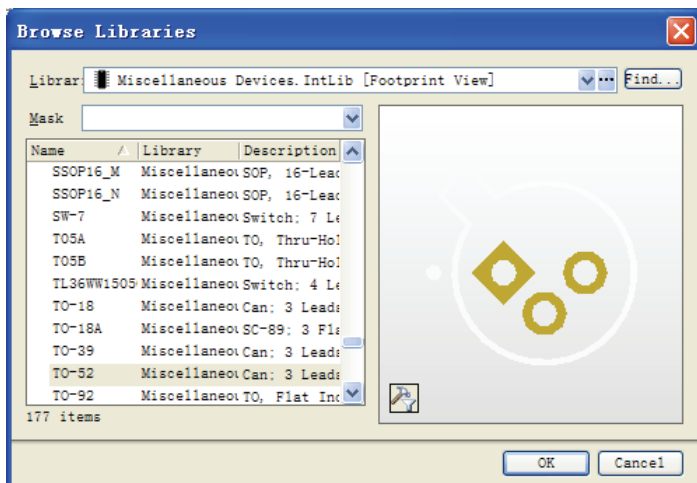 Browse Libraries
Librar: Miscellaneous Devices.IntLib [Footprint View] Find...
Mask
Name Library Description
SSOP16_M Miscellaneou SOP, 16-Lead
SSOP16_N Miscellaneou SOP, 16-Lead
SW-7 Miscellaneou Switch; 7 Le
TO5A Miscellaneou TO, Thru-Hol
TO5B Miscellaneou TO, Thru-Hol
TL36WW1505 Miscellaneou Switch; 4 Le
TO-18 Miscellaneou Can; 3 Leads
TO-18A Miscellaneou SC-89; 3 Fla
TO-39 Miscellaneou Can; 3 Leads
TO-52 Miscellaneou Can; 3 Leads
TO-92 Miscellaneou TO, Flat Ind
177 items
OK Cancel